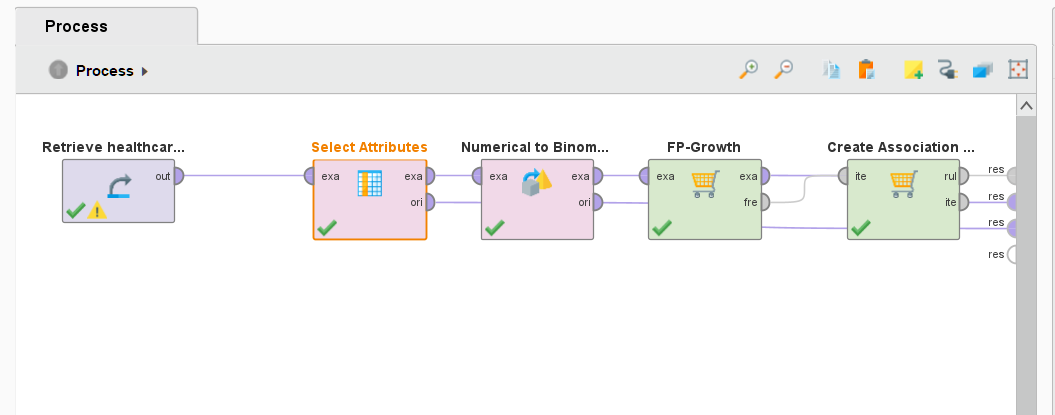 Process
Process
Retrieve healthcar...
Select Attributes
Numerical to Binom...
FP-Growth
Create Association ...
out
exa
exa
ori
exa
exa
ori
exa
exa
fre
ite
rul
ite
res
res
res
res